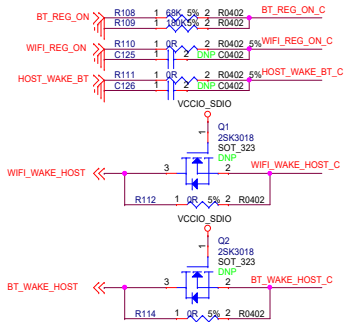 BT_REG_ON R108 1 68K 5% 2 R0402 BT_REG_ON_C
R109 1 180K 5% 2 R0402
WIFI_REG_ON R110 1 0R 2 R0402 5% WIFI_REG_ON_C
C125 1 2 DNP C0402
HOST_WAKE_BT R111 1 0R 2 R0402 5% HOST_WAKE_BT_C
C126 1 2 DNP C0402
VCCIO_SDIO
1
Q1
2SK3018
SOT_323
DNP
WIFI_WAKE_HOST 3 2 WIFI_WAKE_HOST_C
R112 1 0R 5% 2 R0402
VCCIO_SDIO
1
Q2
2SK3018
SOT_323
DNP
BT_WAKE_HOST 3 2 BT_WAKE_HOST_C
R114 1 0R 5% 2 R0402